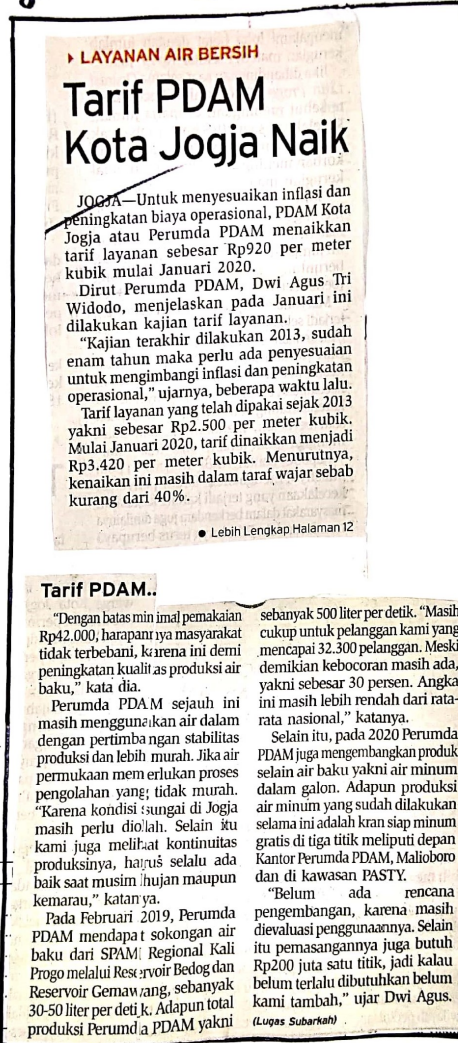 LAYANAN AIR BERSIH
Tarif PDAM
Kota Jogja Naik
JOGJA—Untuk menyesuaikan inflasi dan
peningkatan biaya operasional, PDAM Kota
Jogja atau Perumda PDAM menaikkan
tarif layanan sebesar Rp920 per meter
kubik mulai Januari 2020.
Dirut Perumda PDAM, Dwi Agus Tri
Widodo, menjelaskan pada Januari ini
dilakukan kajian tarif layanan.
“Kajian terakhir dilakukan 2013, sudah
enam tahun maka perlu ada penyesuaian
untuk mengimbangi inflasi dan peningkatan
operasional,” ujarnya, beberapa waktu lalu.
Tarif layanan yang telah dipakai sejak 2013
yakni sebesar Rp2.500 per meter kubik.
Mulai Januari 2020, tarif dinaikkan menjadi
Rp3.420 per meter kubik. Menurutnya,
kenaikan ini masih dalam taraf wajar sebab
kurang dari 40%.
● Lebih Lengkap Halaman 12
Tarif PDAM..
“Dengan batas minimal pemakaian
Rp42.000, harapannya masyarakat
tidak terbebani, karena ini demi
peningkatan kualitas produksi air
baku,” kata dia.
Perumda PDAM sejauh ini
masih menggunakan air dalam
dengan pertimbangan stabilitas
produksi dan lebih murah. Jika air
permukaan memerlukan proses
pengolahan yang tidak murah.
“Karena kondisi sungai di Jogja
masih perlu diolah. Selain itu
kami juga melihat kontinuitas
produksinya, harus selalu ada
baik saat musim hujan maupun
kemarau,” katanya.
Pada Februari 2019, Perumda
PDAM mendapat sokongan air
baku dari SPAM Regional Kali
Progo melalui Reservoir Bedog dan
Reservoir Gemawang, sebanyak
30-50 liter per detik. Adapun total
produksi Perumda PDAM yakni
sebanyak 500 liter per detik. “Masih
cukup untuk pelanggan kami yang
mencapai 32.300 pelanggan. Meski
demikian kebocoran masih ada,
yakni sebesar 30 persen. Angka
ini masih lebih rendah dari rata-
rata nasional,” katanya.
Selain itu, pada 2020 Perumda
PDAM juga mengembangkan produk
selain air baku yakni air minum
dalam galon. Adapun produksi
air minum yang sudah dilakukan
selama ini adalah kran siap minum
gratis di tiga titik meliputi depan
Kantor Perumda PDAM, Malioboro
dan di kawasan PASTY.
“Belum ada rencana
pengembangan, karena masih
dievaluasi penggunaannya. Selain
itu pemasangannya juga butuh
Rp200 juta satu titik, jadi kalau
belum terlalu dibutuhkan belum
kami tambah,” ujar Dwi Agus.
(Lugas Subarkah)